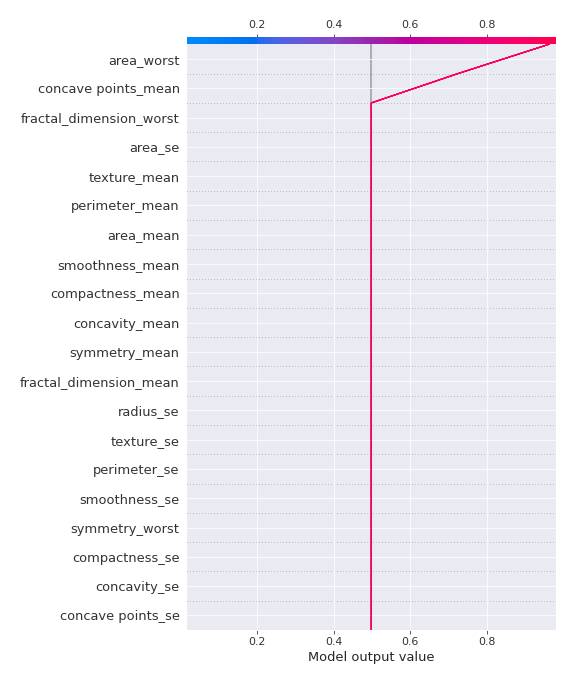 0.2 0.4 0.6 0.8
area_worst
concave points_mean
fractal_dimension_worst
area_se
texture_mean
perimeter_mean
area_mean
smoothness_mean
compactness_mean
concavity_mean
symmetry_mean
fractal_dimension_mean
radius_se
texture_se
perimeter_se
smoothness_se
symmetry_worst
compactness_se
concavity_se
concave points_se
0.2 0.4 0.6 0.8
Model output value